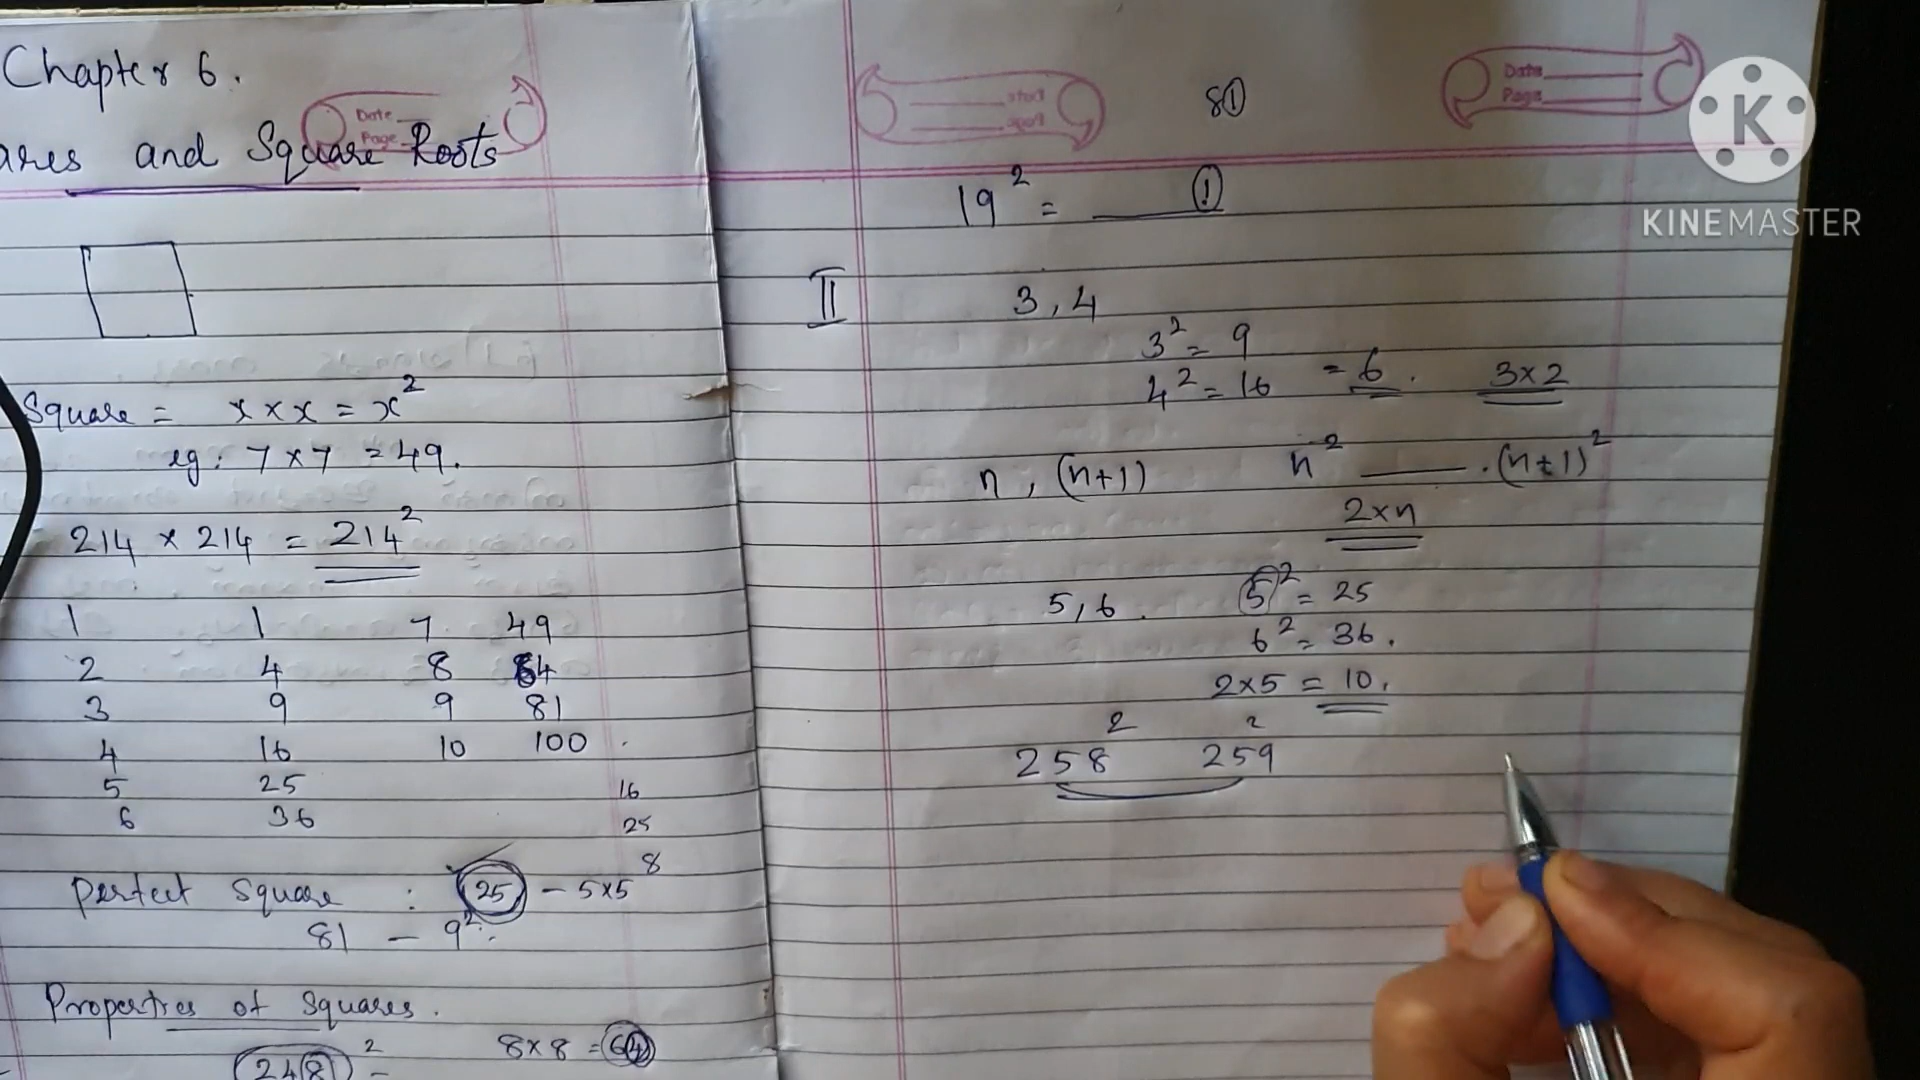 Chapter 6.
Date
Page
ares and Square Roots
Square = x × x = x²
eg: 7 × 7 = 49.
214 × 214 = 214²
1 1 7 49
2 4 8 64
3 9 9 81
4 16 10 100
5 25 16
6 36 25
8
Perfect Square : 25 - 5×5
81 - 9²
Properties of Squares.
248² =
8×8 = 64
81
Date
Page
19² = 1
II 3, 4
3² = 9
4² = 16 = 6. 3×2
n, (n+1) n² . (n+1)²
2×n
5, 6. 5² = 25
6² = 36.
2×5 = 10.
258² 259²
K
KINEMASTER